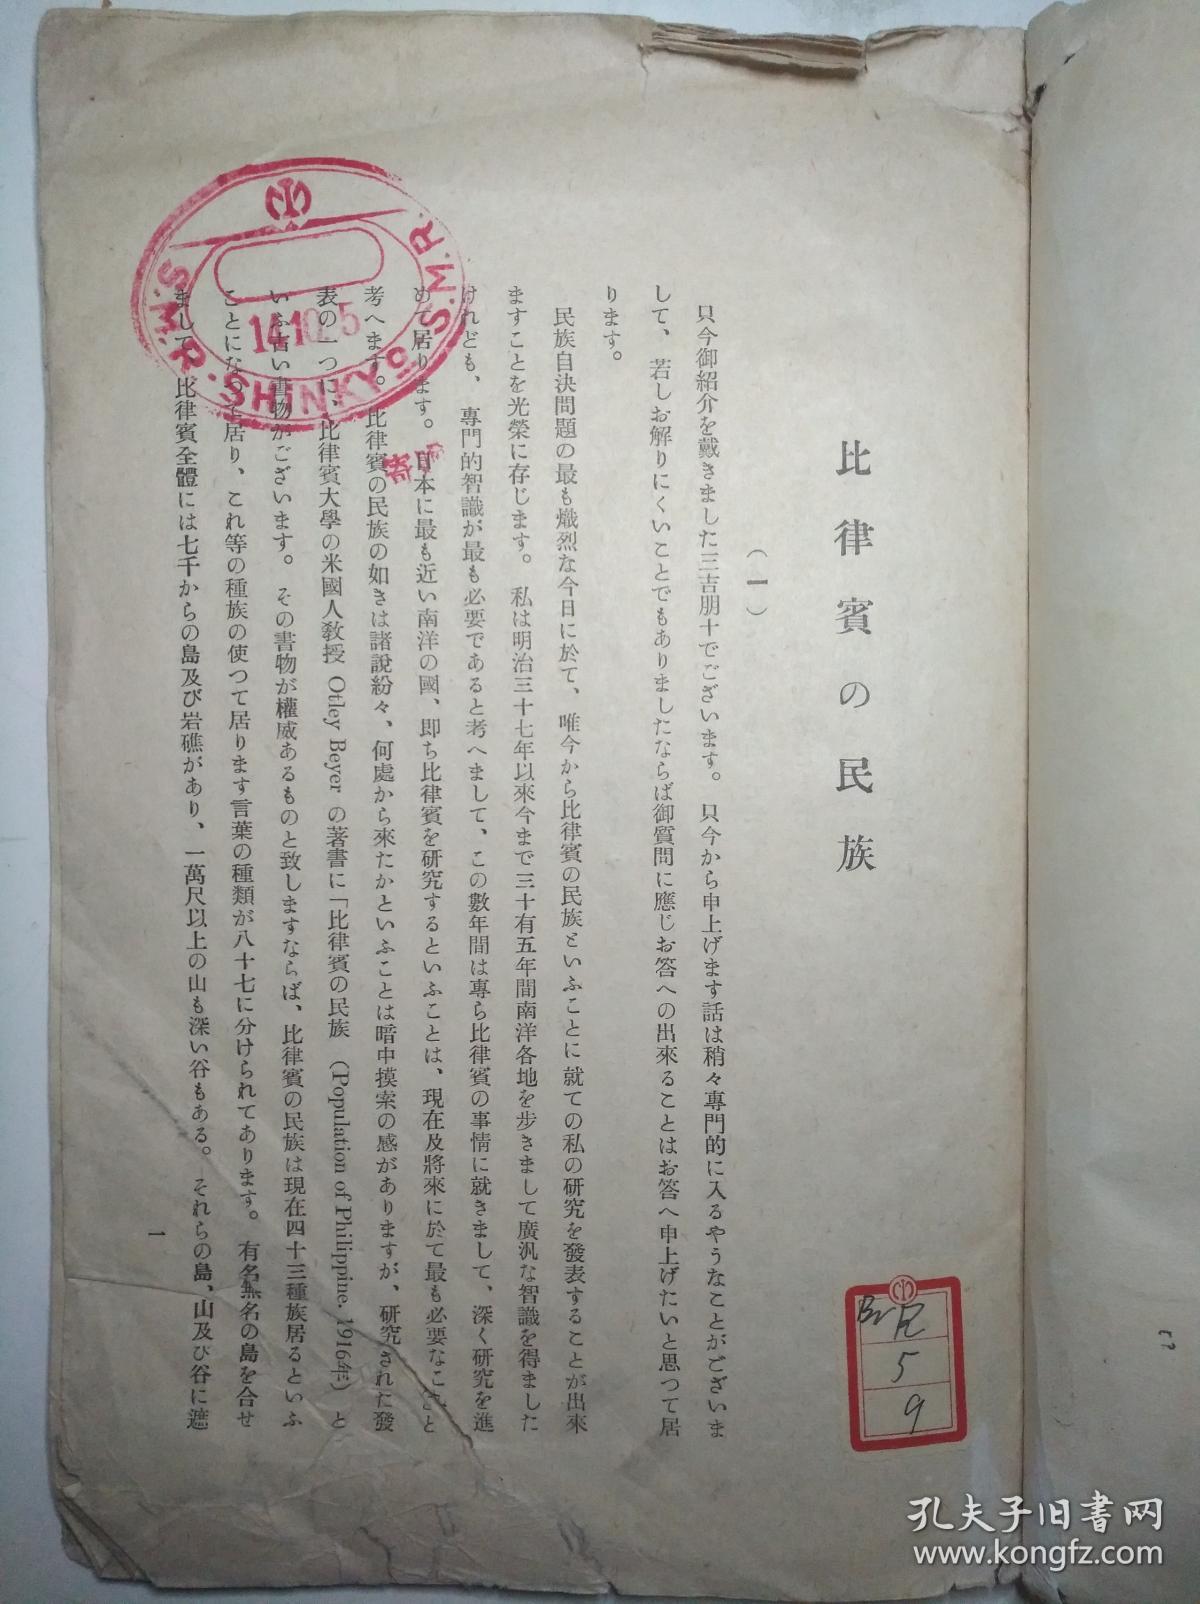 比律賓の民族
（一）
只今御紹介を戴きました三吉朋十でございます。只今から申上げます話は稍々專門的に入るやうなことがございま
して、若しお解りにくいことでもありましたならば御質問に應じお答への出來ることはお答へ申上げたいと思つて居
ります。
民族自決問題の最も熾烈な今日に於て、唯今から比律賓の民族といふことに就ての私の研究を發表することが出來
ますことを光榮に存じます。私は明治三十七年以來今まで三十有五年間南洋各地を步きまして廣汎な智識を得ました
けれども、專門的智識が最も必要であると考へまして、この數年間は專ら比律賓の事情に就きまして、深く研究を進
めて居ります。日本に最も近い南洋の國、卽ち比律賓を研究するといふことは、現在及將來に於て最も必要なことと
考へます。比律賓の民族の如きは諸說紛々、何處から來たかといふことは暗中摸索の感がありますが、研究された發
表の一つに、比律賓大學の米國人敎授 Otley Beyer の著書に「比律賓の民族（Population of Philippine. 1916年）と
いふ古い書物がございます。その書物が權威あるものと致しますならば、比律賓の民族は現在四十三種族居るといふ
ことになつて居り、これ等の種族の使つて居ります言葉の種類が八十七に分けられてあります。有名無名の島を合せ
まして、比律賓全體には七千からの島及び岩礁があり、一萬尺以上の山も深い谷もある。それらの島、山及び谷に遮
一
S.M.R. SHINKYŌ
14.10.
寄
BrR
5
9
孔夫子旧书网
www.kongfz.com